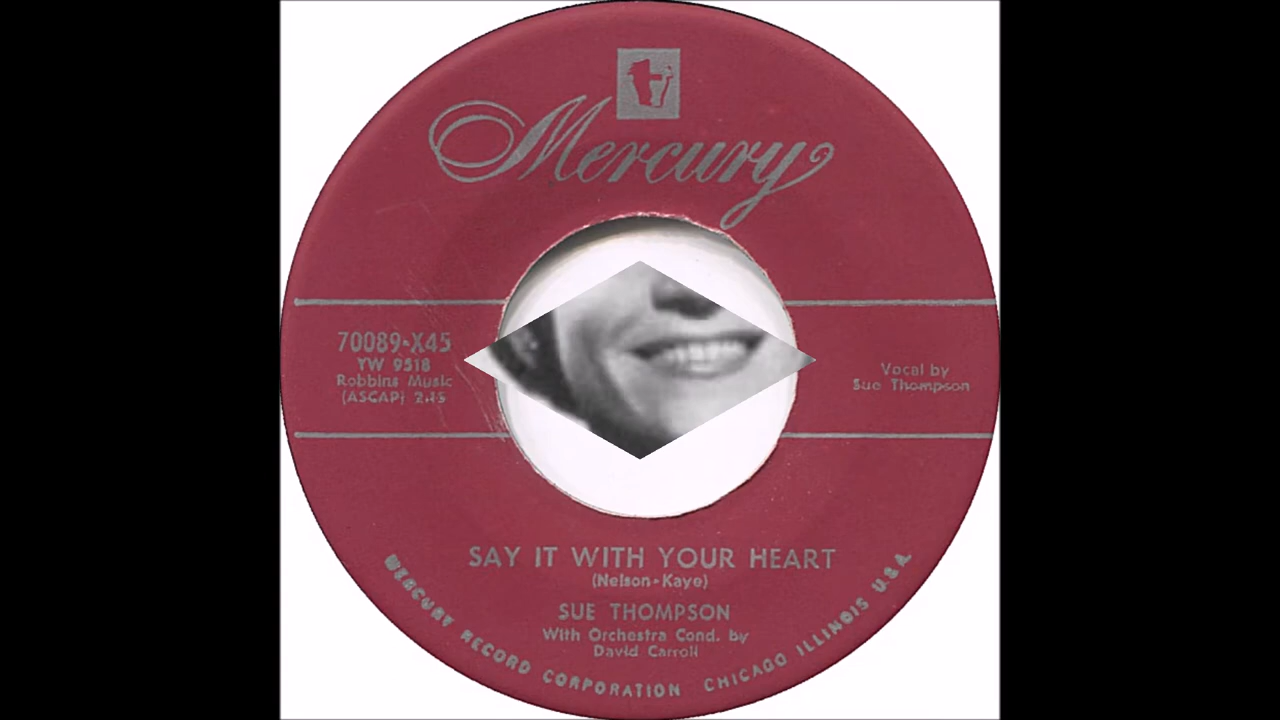 Mercury
70089-X45
YW 9518
Robbins Music
(ASCAP) 2:45
Vocal by
Sue Thompson
SAY IT WITH YOUR HEART
(Nelson-Kaye)
SUE THOMPSON
With Orchestra Cond. by
David Carroll
MERCURY RECORD CORPORATION CHICAGO ILLINOIS U.S.A.